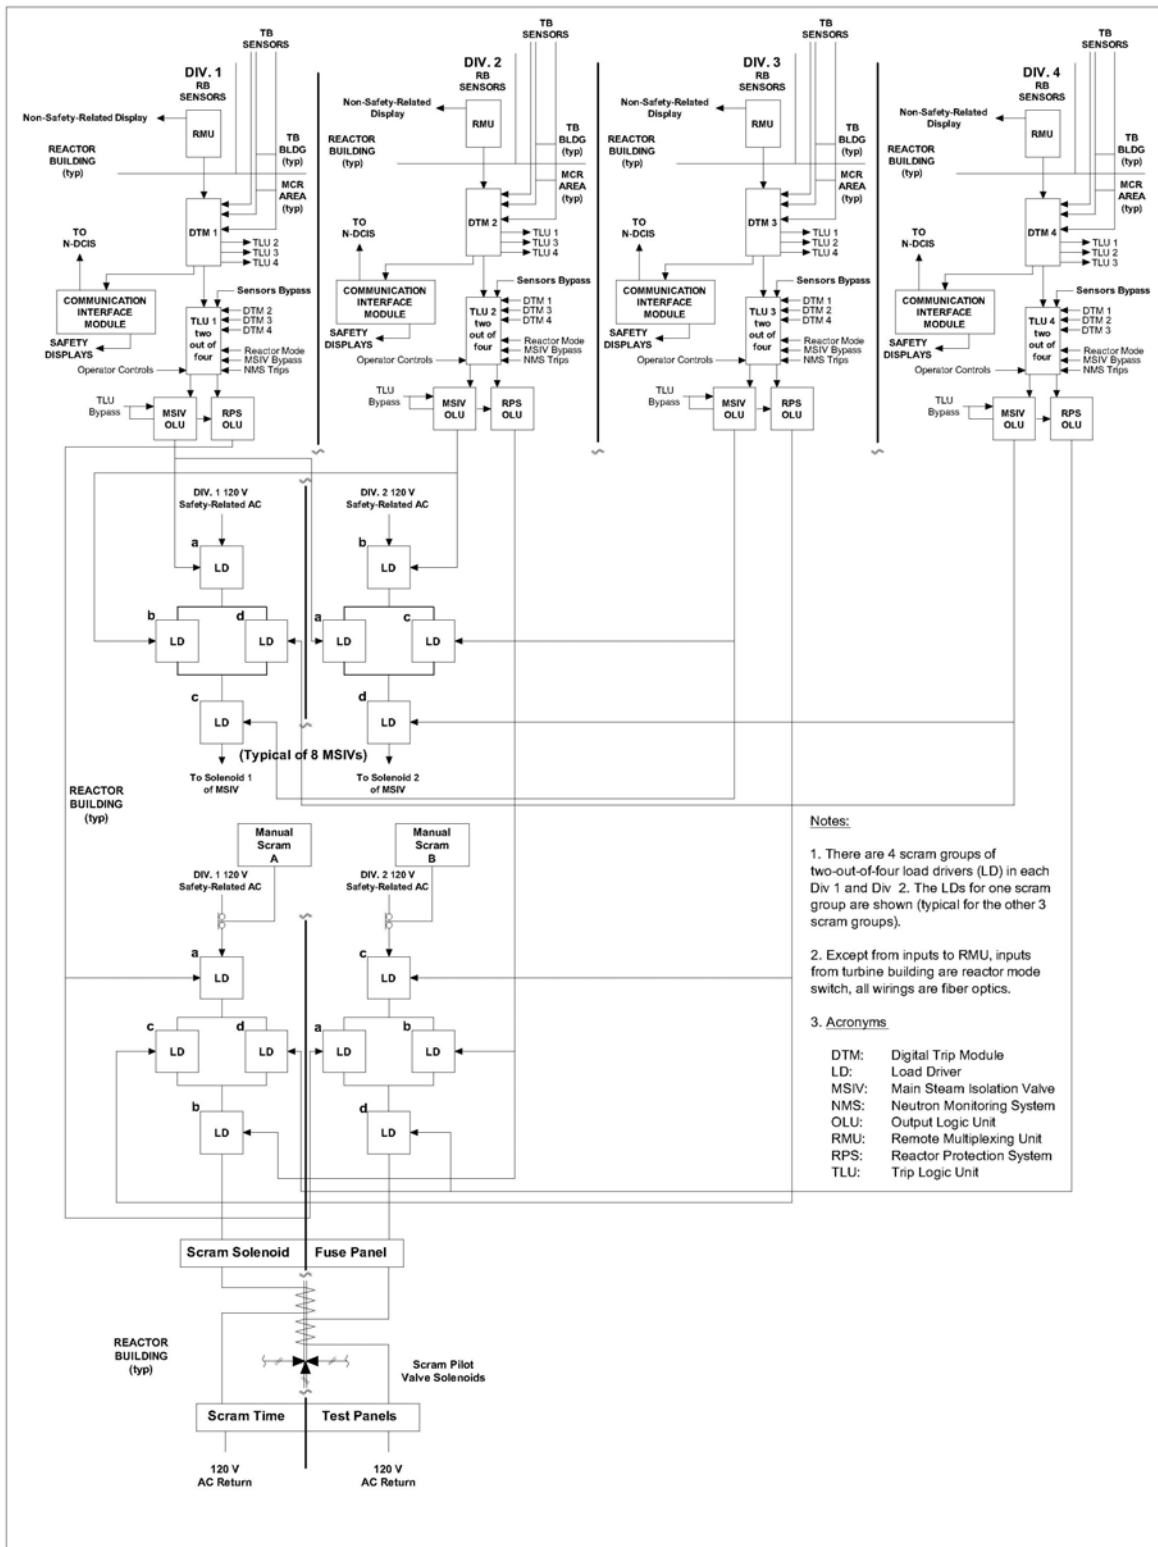 DIV. 1
RB
SENSORS
TB
SENSORS
Non-Safety-Related Display
RMU
REACTOR
BUILDING
(typ)
TB
BLDG
(typ)
MCR
AREA
(typ)
TO
N-DCIS
DTM 1
TLU 2
TLU 3
TLU 4
COMMUNICATION
INTERFACE
MODULE
SAFETY
DISPLAYS
Sensors Bypass
TLU 1
two
out
of
four
DTM 2
DTM 3
DTM 4
Reactor Mode
MSIV Bypass
NMS Trips
Operator Controls
TLU
Bypass
MSIV
OLU
RPS
OLU
DIV. 2
RB
SENSORS
TB
SENSORS
Non-Safety-Related
Display
RMU
REACTOR
BUILDING
(typ)
TB
BLDG
(typ)
MCR
AREA
(typ)
TO
N-DCIS
DTM 2
TLU 1
TLU 3
TLU 4
COMMUNICATION
INTERFACE
MODULE
SAFETY
DISPLAYS
Sensors Bypass
TLU 2
two
out
of four
DTM 1
DTM 3
DTM 4
Reactor Mode
MSIV Bypass
NMS Trips
Operator Controls
TLU
Bypass
MSIV
OLU
RPS
OLU
DIV. 3
RB
SENSORS
TB
SENSORS
Non-Safety-Related
Display
RMU
REACTOR
BUILDING
(typ)
TB
BLDG
(typ)
MCR
AREA
(typ)
TO
N-DCIS
DTM 3
TLU 1
TLU 2
TLU 4
COMMUNICATION
INTERFACE
MODULE
SAFETY
DISPLAYS
Sensors Bypass
TLU 3
two
out of
four
DTM 1
DTM 2
DTM 4
Reactor Mode
MSIV Bypass
NMS Trips
Operator Controls
TLU
Bypass
MSIV
OLU
RPS
OLU
DIV. 4
RB
SENSORS
TB
SENSORS
Non-Safety-Related
Display
RMU
REACTOR
BUILDING
(typ)
TB
BLDG
(typ)
MCR
AREA
(typ)
TO
N-DCIS
DTM 4
TLU 1
TLU 2
TLU 3
COMMUNICATION
INTERFACE
MODULE
SAFETY
DISPLAYS
Sensors Bypass
TLU 4
two
out of
four
DTM 1
DTM 2
DTM 3
Reactor Mode
MSIV Bypass
NMS Trips
Operator Controls
TLU
Bypass
MSIV
OLU
RPS
OLU
DIV. 1 120 V
Safety-Related AC
a
LD
b
LD
d
LD
c
LD
To Solenoid 1
of MSIV
DIV. 2 120 V
Safety-Related AC
b
LD
a
LD
c
LD
d
LD
(Typical of 8 MSIVs)
To Solenoid 2
of MSIV
REACTOR
BUILDING
(typ)
Manual
Scram
A
DIV. 1 120 V
Safety-Related AC
a
LD
c
LD
d
LD
b
LD
Manual
Scram
B
DIV. 2 120 V
Safety-Related AC
c
LD
a
LD
b
LD
d
LD
Scram Solenoid
Fuse Panel
REACTOR
BUILDING
(typ)
Scram Pilot
Valve Solenoids
Scram Time
Test Panels
120 V
AC Return
120 V
AC Return
Notes:
1. There are 4 scram groups of
two-out-of-four load drivers (LD) in each
Div 1 and Div 2. The LDs for one scram
group are shown (typical for the other 3
scram groups).
2. Except from inputs to RMU, inputs
from turbine building are reactor mode
switch, all wirings are fiber optics.
3. Acronyms
DTM: Digital Trip Module
LD: Load Driver
MSIV: Main Steam Isolation Valve
NMS: Neutron Monitoring System
OLU: Output Logic Unit
RMU: Remote Multiplexing Unit
RPS: Reactor Protection System
TLU: Trip Logic Unit